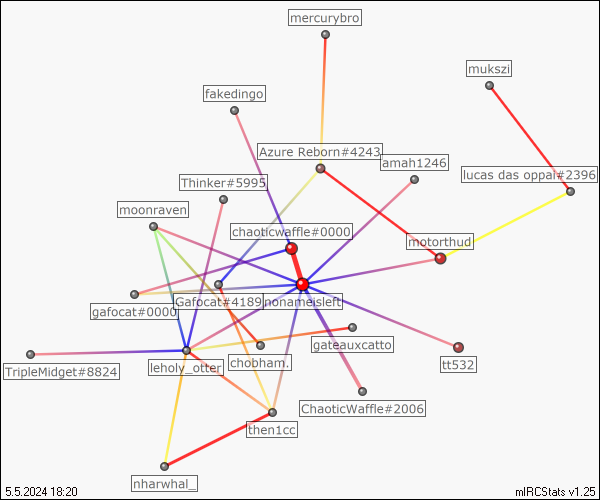 mercurybro
mukszi
fakedingo
Azure Reborn#4243
amah1246
lucas das oppai#2396
Thinker#5995
moonraven
chaoticwaffle#0000
motorthud
Gafocat#4189
nonameisleft
gafocat#0000
gateauxcatto
chobham.
tt532
TripleMidget#8824
leholy_otter
ChaoticWaffle#2006
then1cc
nharwhal_
5.5.2024 18:20
mIRCStats v1.25